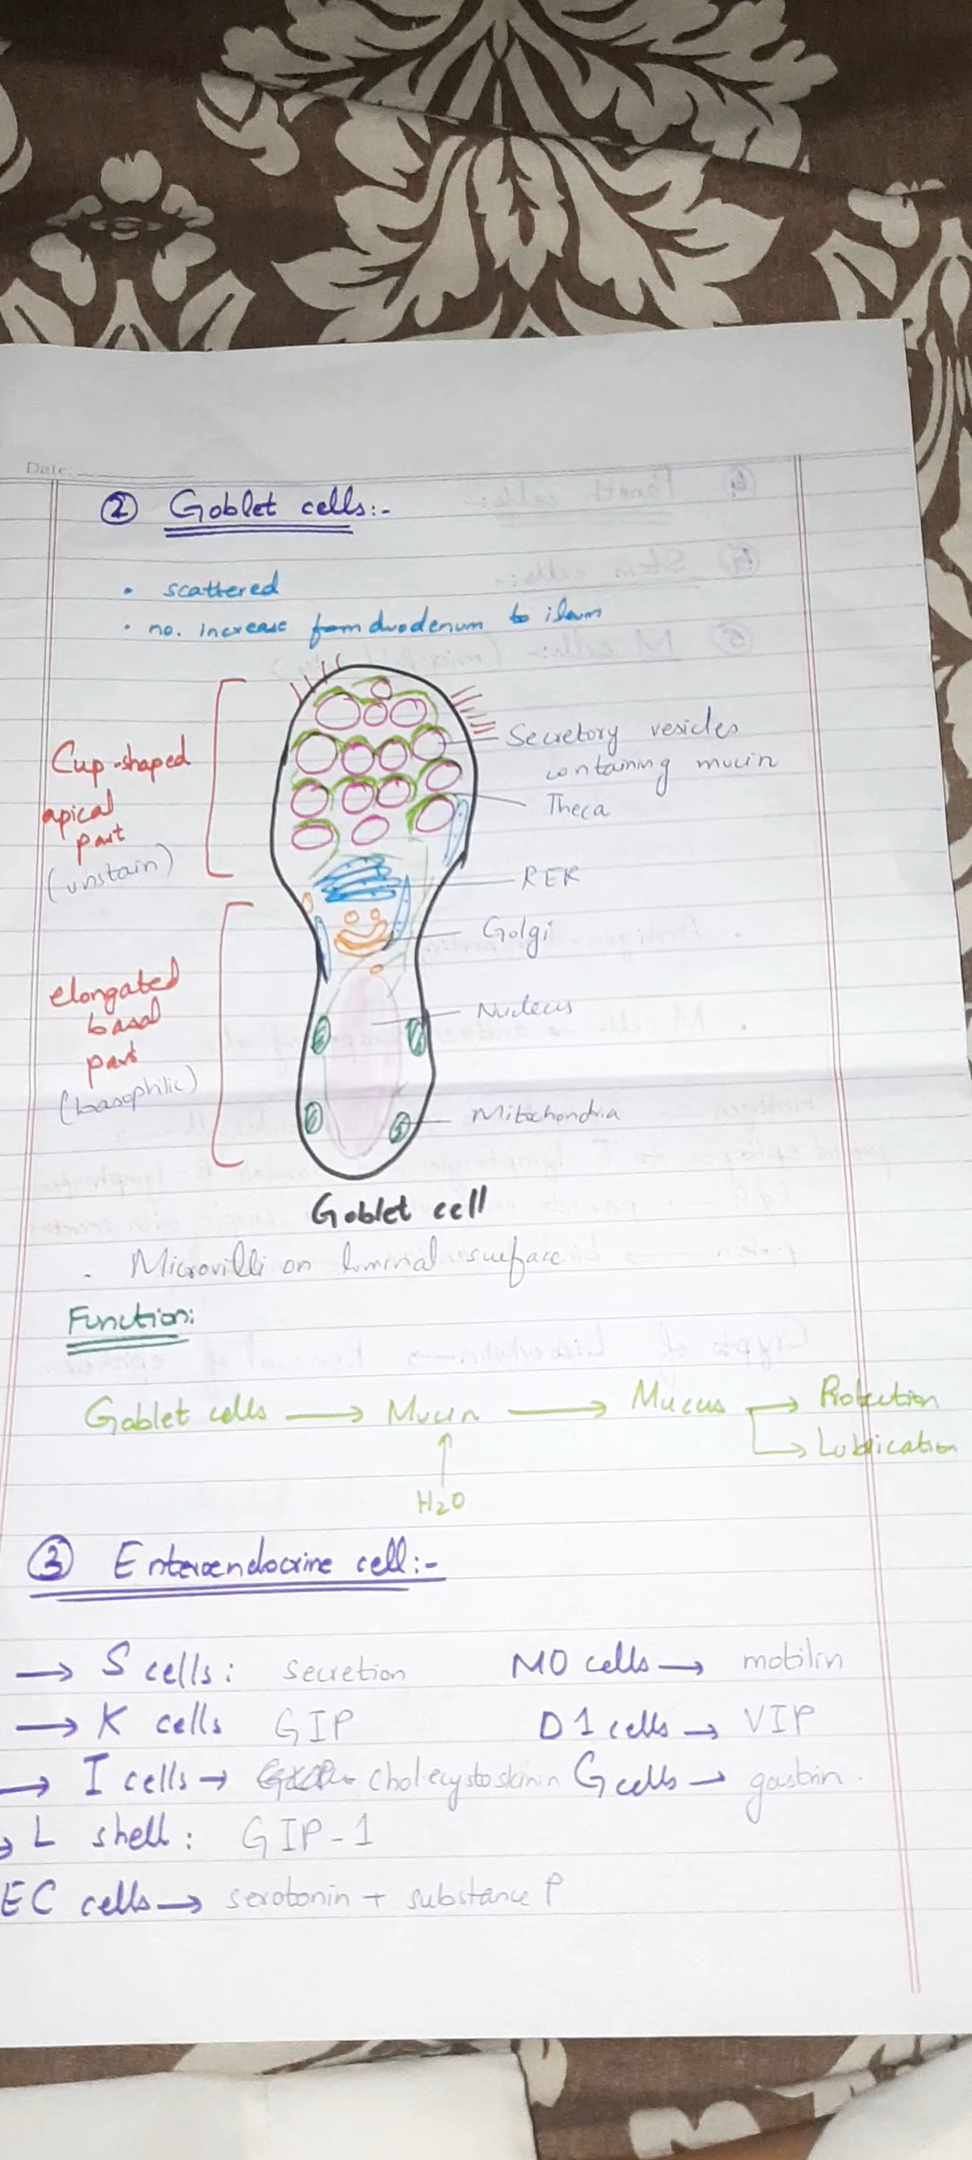 Date:
② Goblet cells:-
• scattered
• no. increase from duodenum to ileum
Cup-shaped
apical
part
(unstain)
Secretory vesicles
containing mucin
Theca
RER
Golgi
elongated
basal
part
(basophilic)
Nucleus
Mitochondria
Goblet cell
. Microvilli on luminal surface
Function:
Goblet cells → Mucin → Mucus → Protection
→ Lubrication
↑
H2O
③ Enteroendocrine cell:-
→ S cells: secretion MO cells → motilin
→ K cells GIP D1 cells → VIP
→ I cells → cholecystoskinin G cells → gastrin.
→ L shell: GIP-1
EC cells → serotonin + substance P